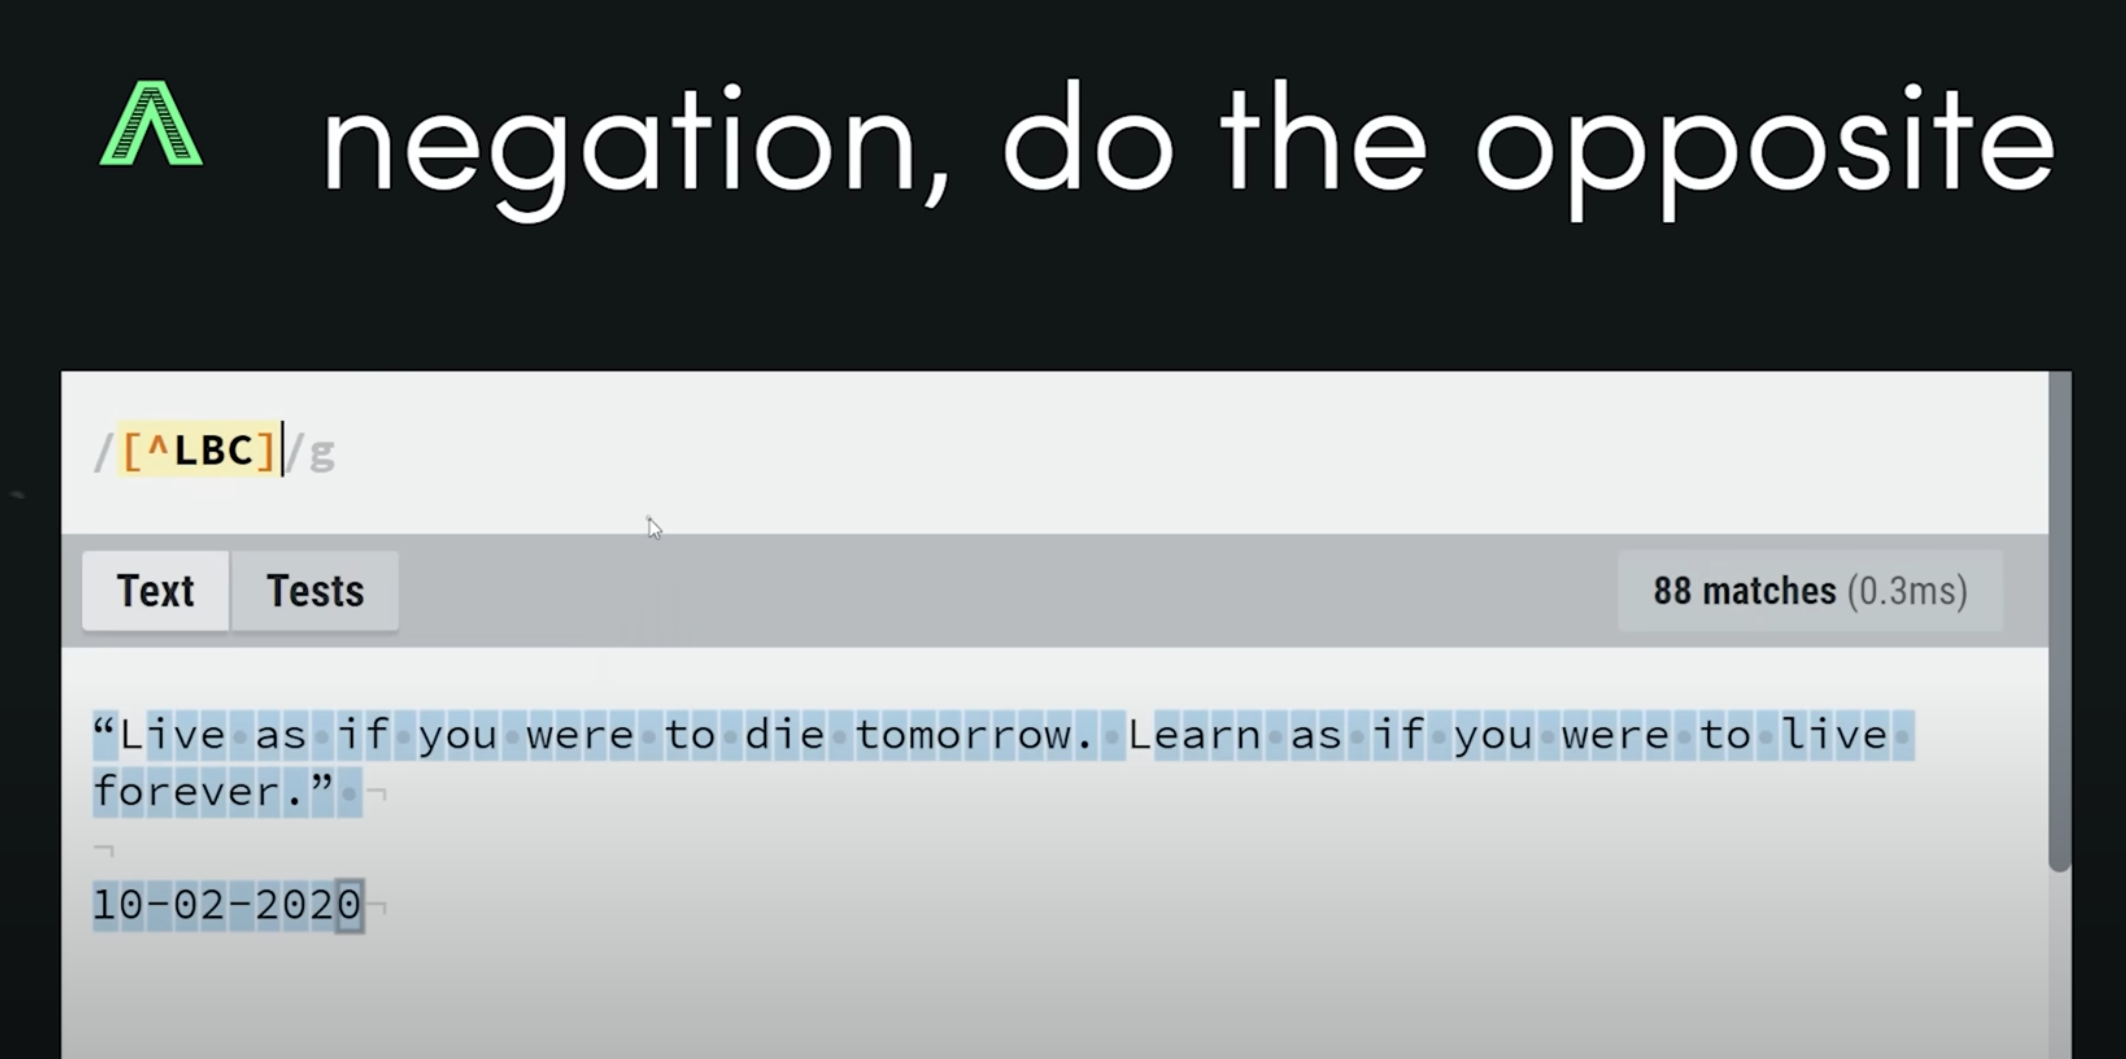 ^ negation, do the opposite
/[^LBC]/g
Text Tests 88 matches (0.3ms)
“Live as if you were to die tomorrow. Learn as if you were to live
forever.”
10-02-2020